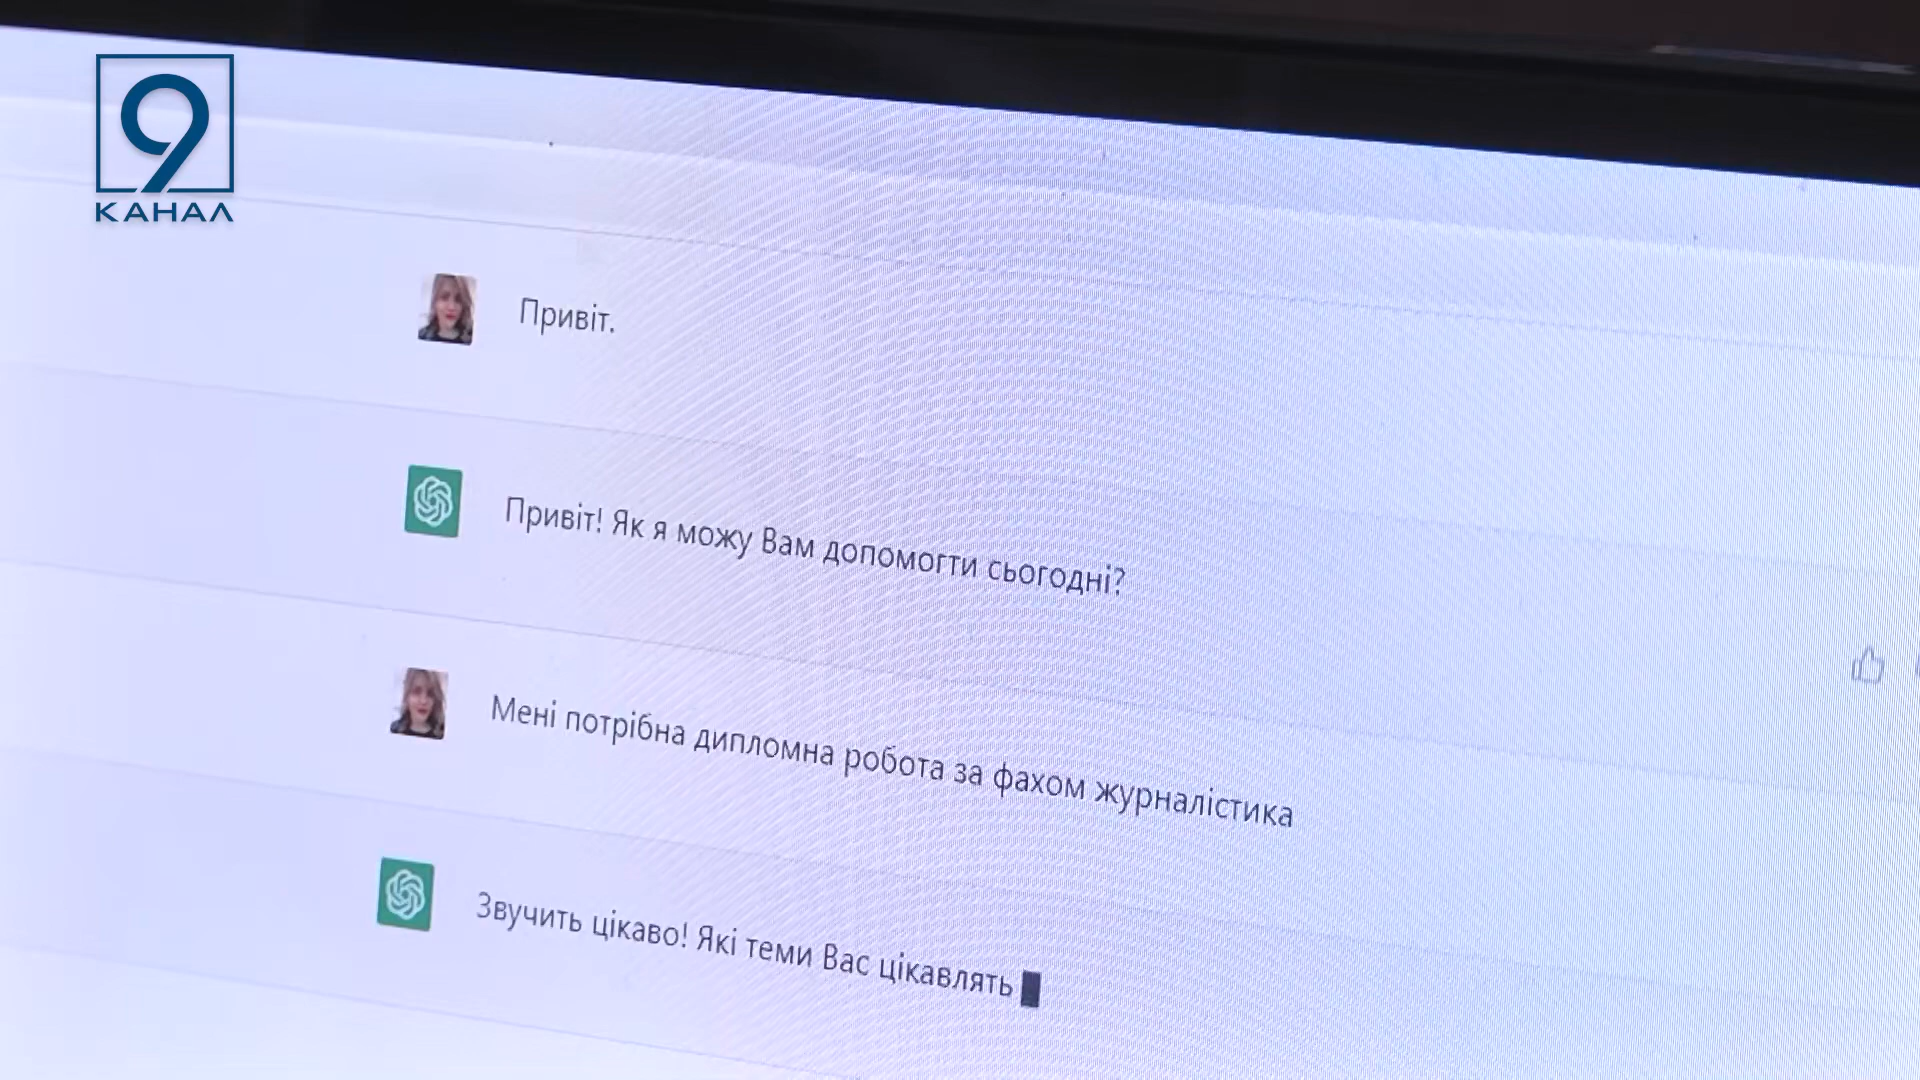 9
КАНАЛ
Привіт.
Привіт! Як я можу Вам допомогти сьогодні?
Мені потрібна дипломна робота за фахом журналістика
Звучить цікаво! Які теми Вас цікавлять